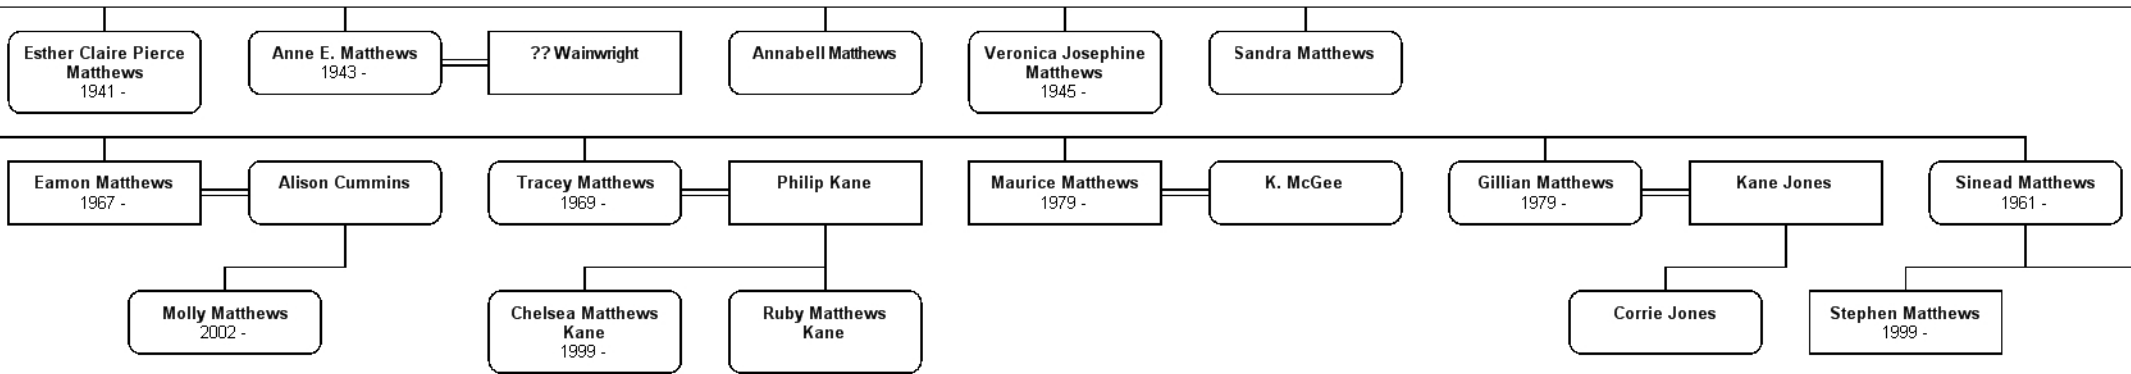 Esther Claire Pierce
Matthews
1941 -
Anne E. Matthews
1943 -
?? Wainwright
Annabell Matthews
Veronica Josephine
Matthews
1945 -
Sandra Matthews
Eamon Matthews
1967 -
Alison Cummins
Tracey Matthews
1969 -
Philip Kane
Maurice Matthews
1979 -
K. McGee
Gillian Matthews
1979 -
Kane Jones
Sinead Matthews
1961 -
Molly Matthews
2002 -
Chelsea Matthews
Kane
1999 -
Ruby Matthews
Kane
Corrie Jones
Stephen Matthews
1999 -